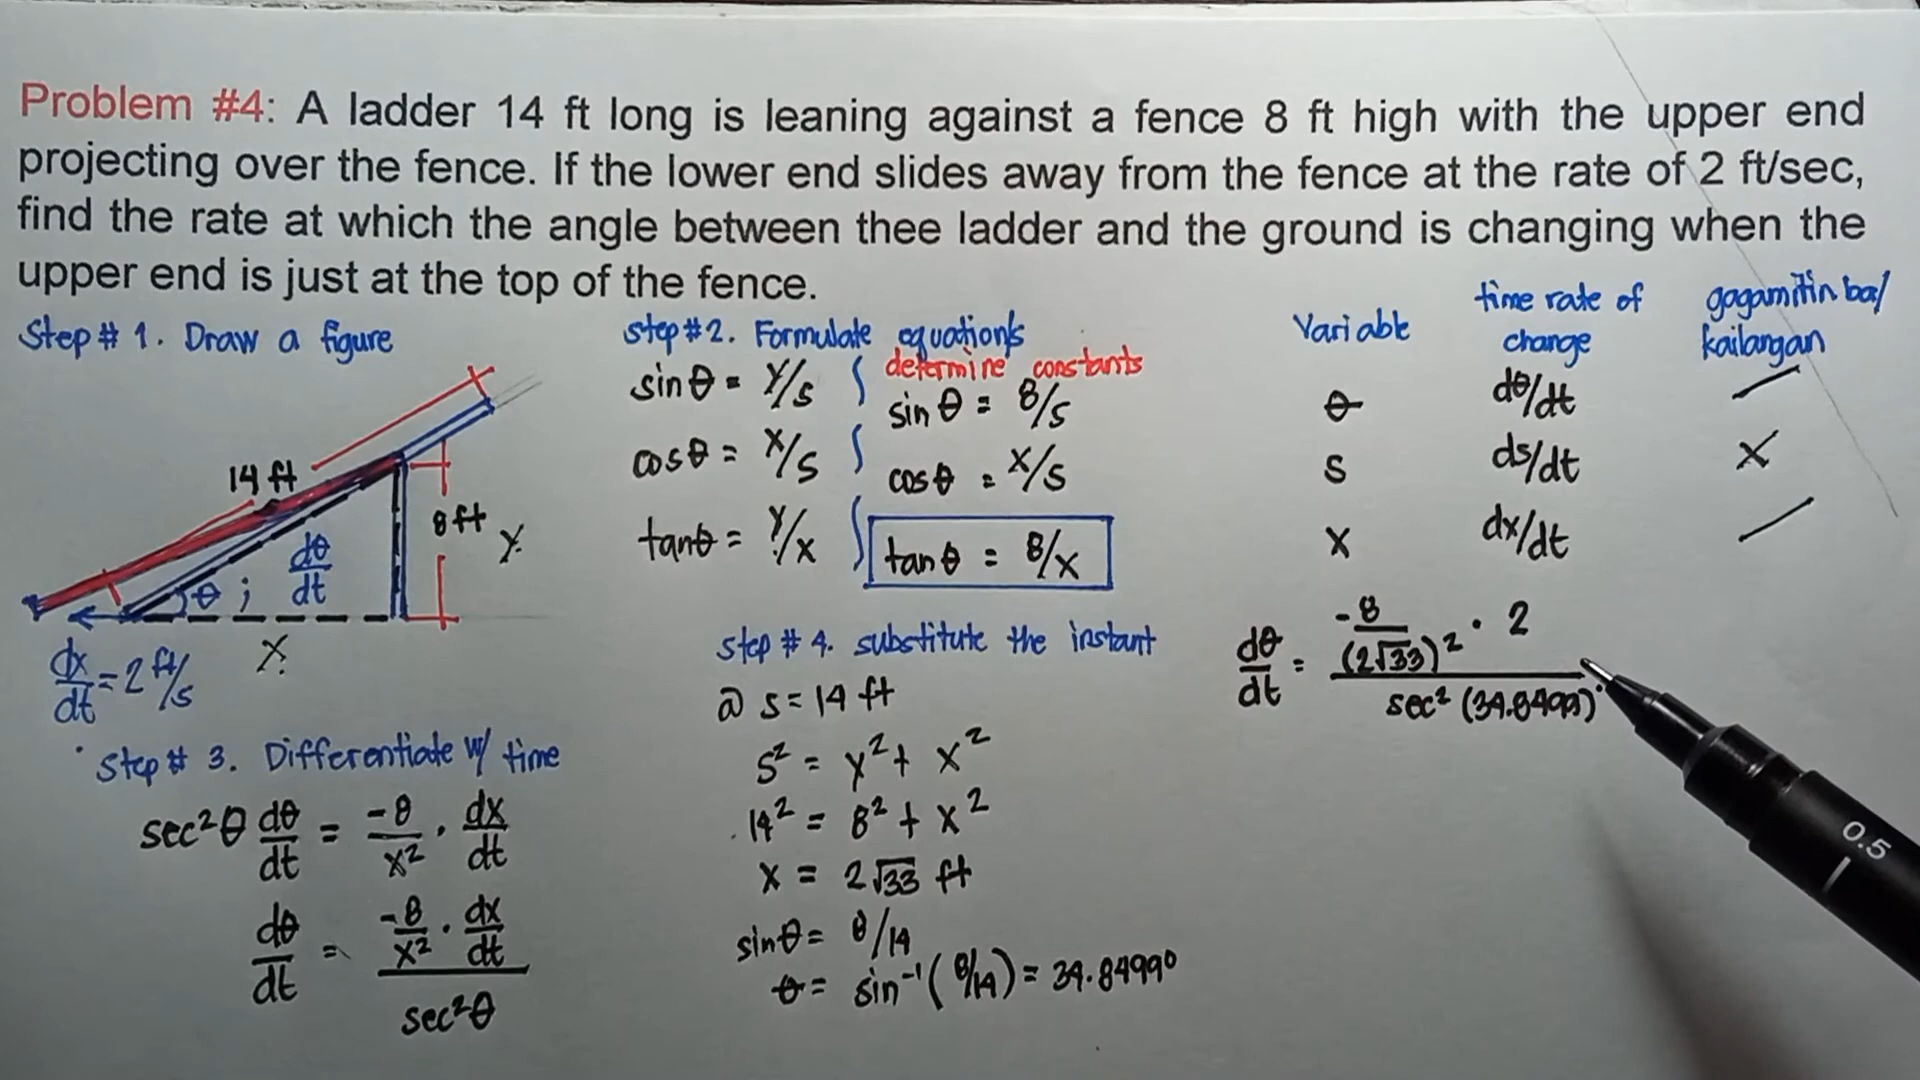 Problem #4: A ladder 14 ft long is leaning against a fence 8 ft high with the upper end
projecting over the fence. If the lower end slides away from the fence at the rate of 2 ft/sec,
find the rate at which the angle between thee ladder and the ground is changing when the
upper end is just at the top of the fence.
Step # 1. Draw a figure
14 ft
8 ft
y
θ ; dθ/dt
x
dx/dt = 2 ft/s
Step #2. Formulate equations
determine constants
sinθ = y/s
sin θ = 8/s
cosθ = x/s
cos θ = x/s
tanθ = y/x
tan θ = 8/x
Variable
time rate of
change
gagamitin ba/
kailangan
θ dθ/dt /
s ds/dt X
x dx/dt /
Step # 3. Differentiate w/ time
sec²θ dθ/dt = -8/x² · dx/dt
dθ/dt = (-8/x² · dx/dt) / sec²θ
Step # 4. substitute the instant
@ s = 14 ft
s² = y² + x²
14² = 8² + x²
x = 2√33 ft
sinθ = 8/14
θ = sin⁻¹ (8/14) = 34.8499°
dθ/dt = (-8/(2√33)² · 2) / sec² (34.8499)
0.5